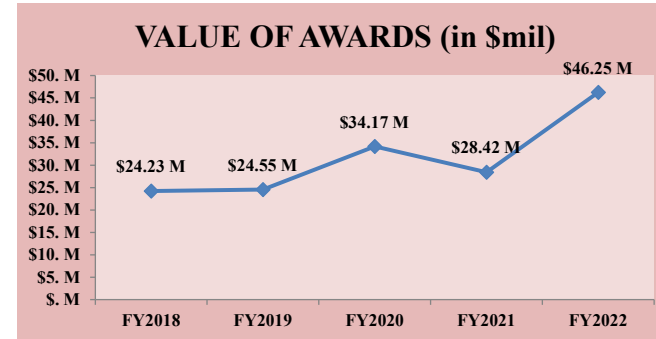 VALUE OF AWARDS (in $mil)
$50. M
$45. M
$40. M
$35. M
$30. M
$25. M
$20. M
$15. M
$10. M
$5. M
$. M
$24.23 M
$24.55 M
$34.17 M
$28.42 M
$46.25 M
FY2018
FY2019
FY2020
FY2021
FY2022